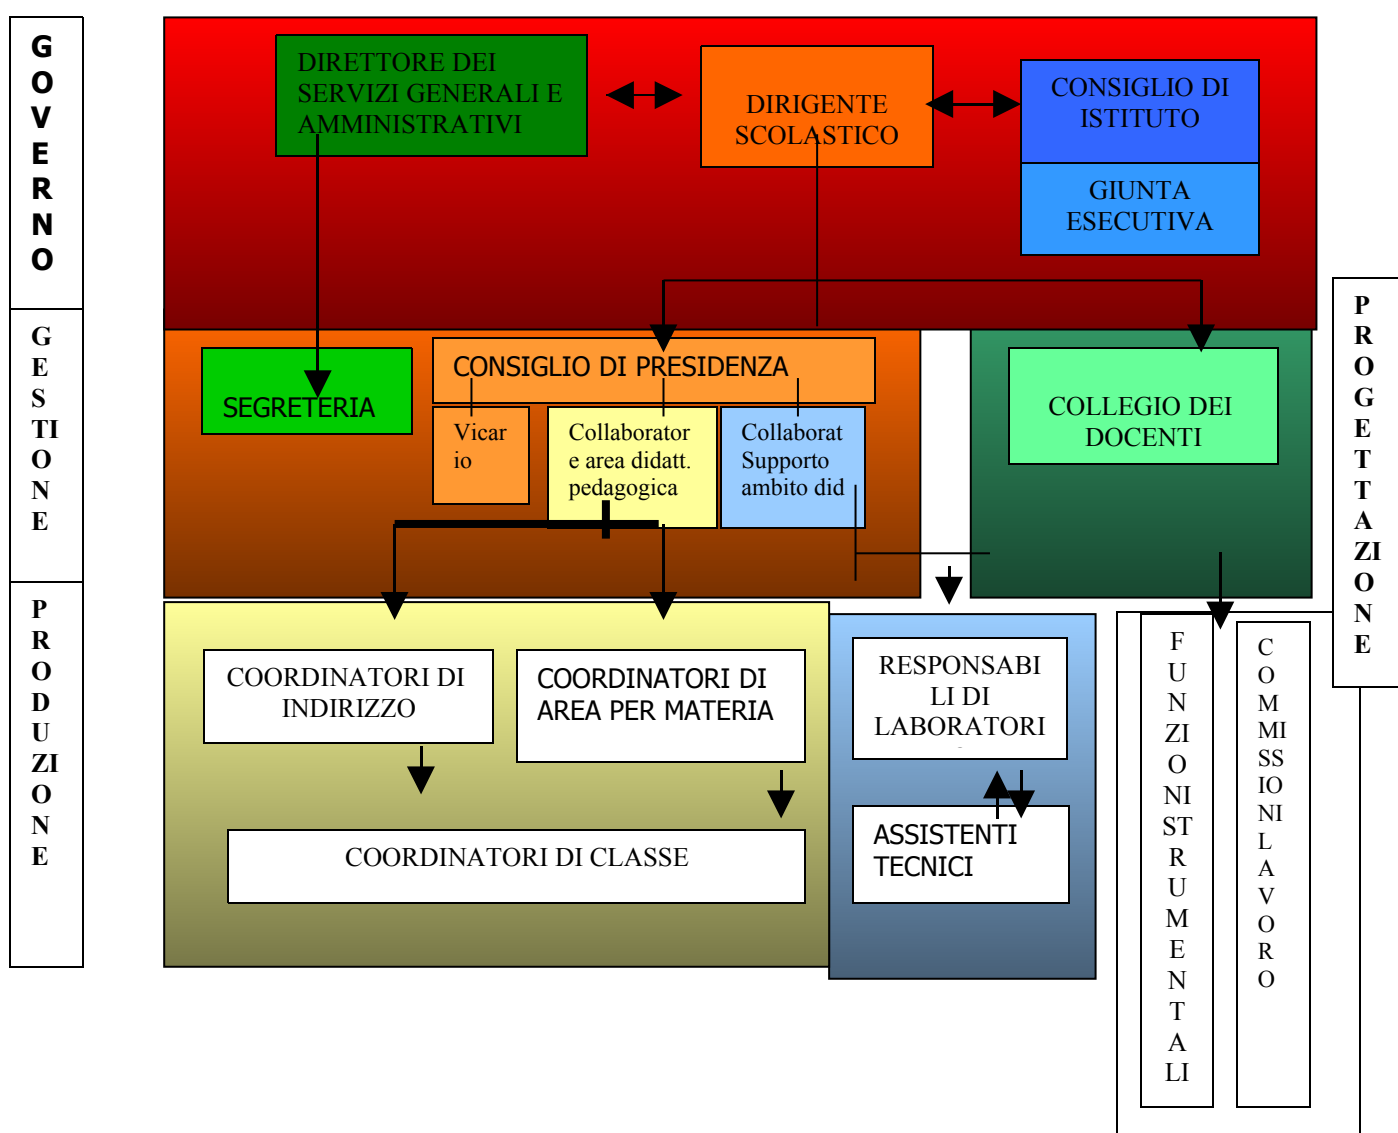 G
O
V
E
R
N
O
DIRETTORE DEI
SERVIZI GENERALI E
AMMINISTRATIVI
DIRIGENTE
SCOLASTICO
CONSIGLIO DI
ISTITUTO
GIUNTA
ESECUTIVA
G
E
S
TI
O
N
E
SEGRETERIA
CONSIGLIO DI PRESIDENZA
Vicar
io
Collaborator
e area didatt.
pedagogica
Collaborat
Supporto
ambito did
COLLEGIO DEI
DOCENTI
P
R
O
G
E
T
T
A
ZI
O
N
E
P
R
O
D
U
ZI
O
N
E
COORDINATORI DI
INDIRIZZO
COORDINATORI DI
AREA PER MATERIA
COORDINATORI DI CLASSE
RESPONSABI
LI DI
LABORATORI
ASSISTENTI
TECNICI
F
U
N
ZI
O
NI
ST
R
U
M
E
N
T
A
LI
C
O
M
MI
SS
IO
NI
L
A
V
O
R
O